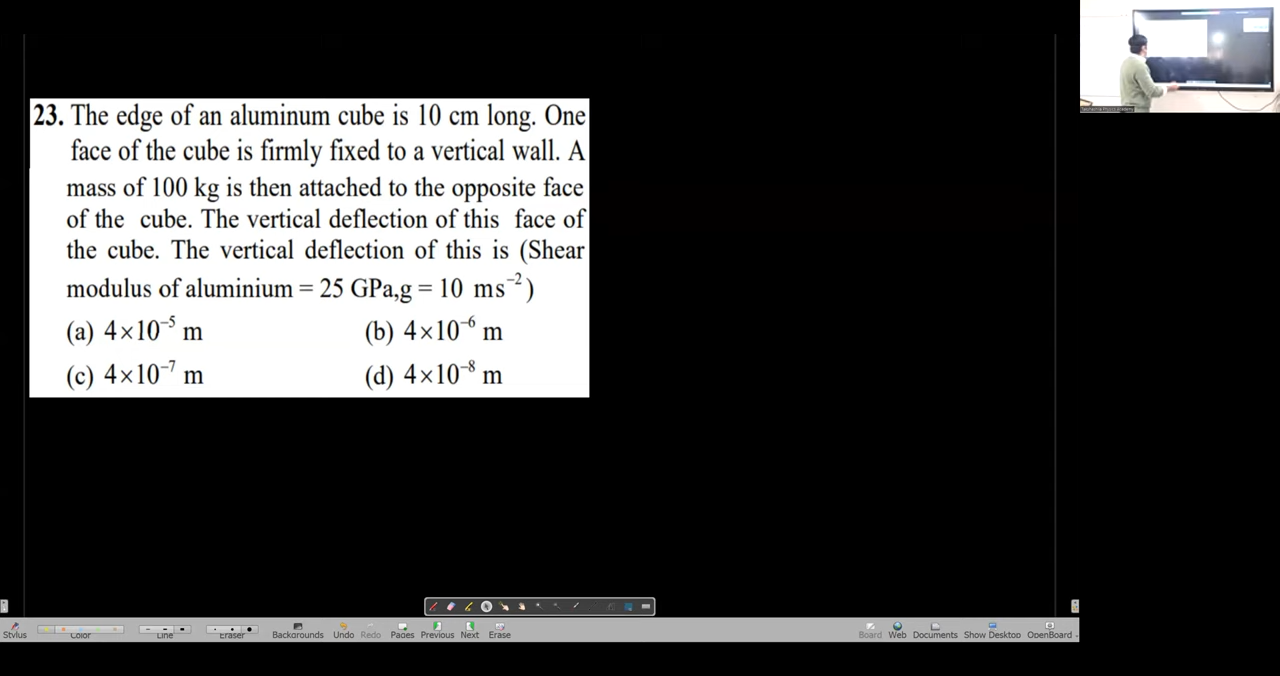 23. The edge of an aluminum cube is 10 cm long. One
face of the cube is firmly fixed to a vertical wall. A
mass of 100 kg is then attached to the opposite face
of the cube. The vertical deflection of this face of
the cube. The vertical deflection of this is (Shear
modulus of aluminium = 25 GPa,g = 10 ms⁻²)
(a) 4×10⁻⁵ m (b) 4×10⁻⁶ m
(c) 4×10⁻⁷ m (d) 4×10⁻⁸ m
Stylus Color Line Eraser Backgrounds Undo Redo Pages Previous Next Erase Board Web Documents Show Desktop OpenBoard